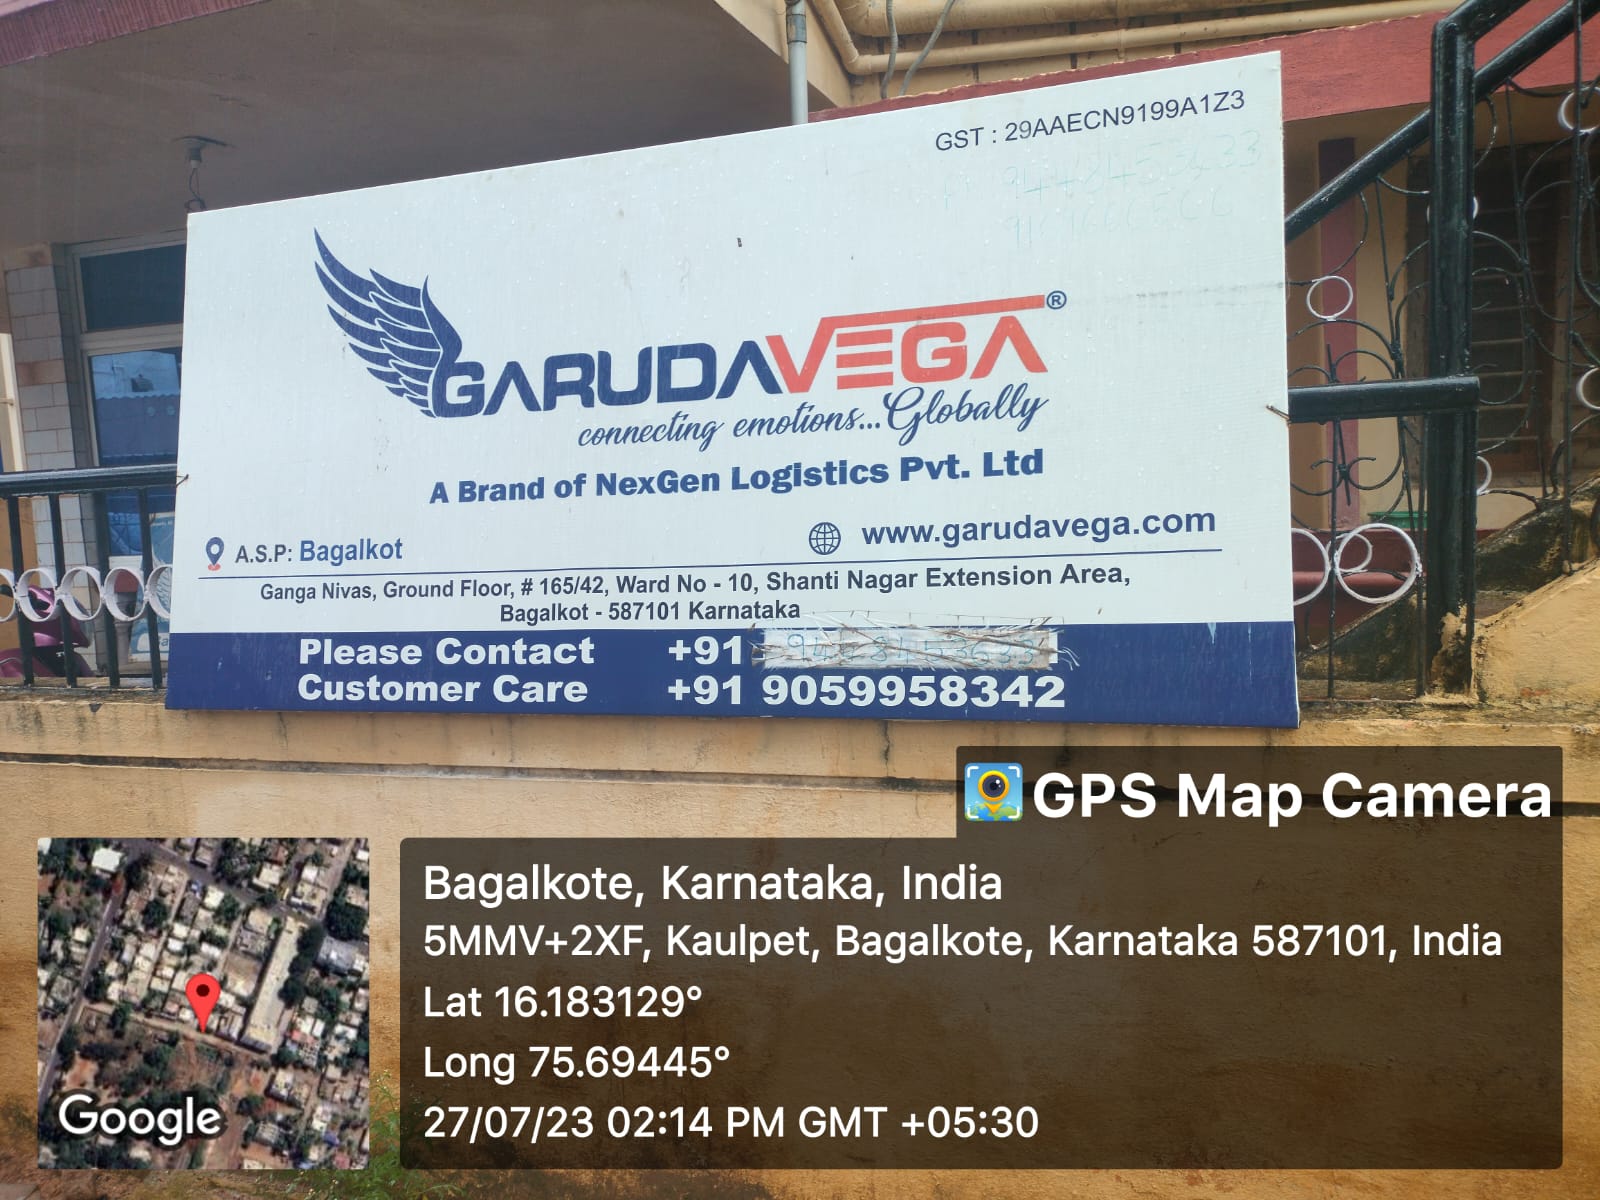 GST : 29AAECN9199A1Z3
9448453633
GARUDAVEGA®
connecting emotions...Globally
A Brand of NexGen Logistics Pvt. Ltd
A.S.P: Bagalkot
www.garudavega.com
Ganga Nivas, Ground Floor, # 165/42, Ward No - 10, Shanti Nagar Extension Area,
Bagalkot - 587101 Karnataka
Please Contact +91 9448453633
Customer Care +91 9059958342
GPS Map Camera
Bagalkote, Karnataka, India
5MMV+2XF, Kaulpet, Bagalkote, Karnataka 587101, India
Lat 16.183129°
Long 75.69445°
27/07/23 02:14 PM GMT +05:30
Google